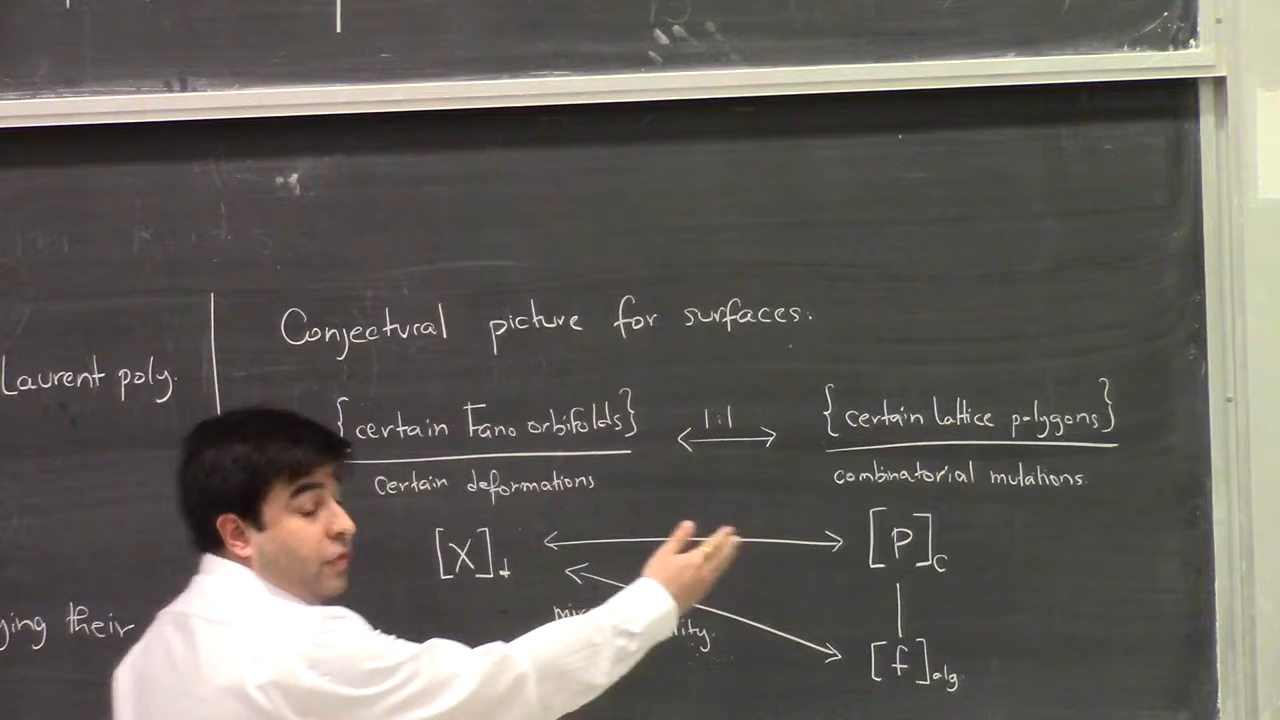 Conjectural picture for surfaces:
Laurent poly.
{certain Fano orbifolds} 1:1 {certain lattice polygons}
certain deformations combinatorial mutations.
[X] [P]c
their
[f]alg.